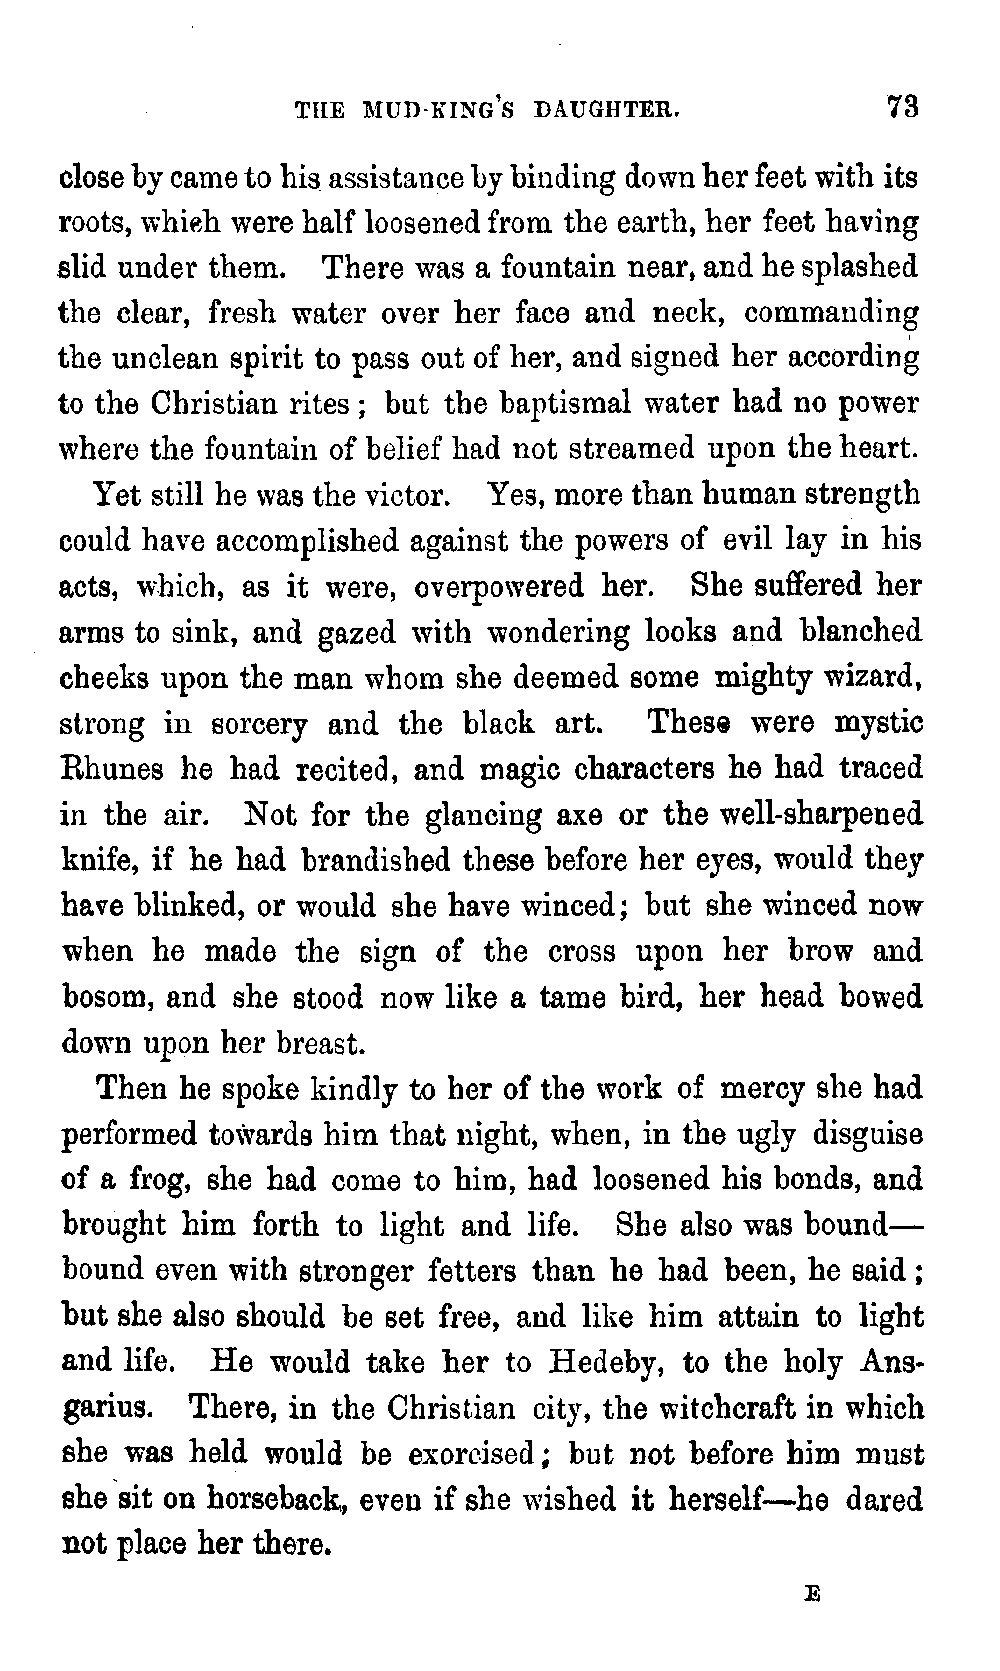 THE MUD-KING'S DAUGHTER. 73
close by came to his assistance by binding down her feet with its
roots, which were half loosened from the earth, her feet having
slid under them. There was a fountain near, and he splashed
the clear, fresh water over her face and neck, commanding
the unclean spirit to pass out of her, and signed her according
to the Christian rites; but the baptismal water had no power
where the fountain of belief had not streamed upon the heart.
Yet still he was the victor. Yes, more than human strength
could have accomplished against the powers of evil lay in his
acts, which, as it were, overpowered her. She suffered her
arms to sink, and gazed with wondering looks and blanched
cheeks upon the man whom she deemed some mighty wizard,
strong in sorcery and the black art. These were mystic
Rhunes he had recited, and magic characters he had traced
in the air. Not for the glancing axe or the well-sharpened
knife, if he had brandished these before her eyes, would they
have blinked, or would she have winced; but she winced now
when he made the sign of the cross upon her brow and
bosom, and she stood now like a tame bird, her head bowed
down upon her breast.
Then he spoke kindly to her of the work of mercy she had
performed towards him that night, when, in the ugly disguise
of a frog, she had come to him, had loosened his bonds, and
brought him forth to light and life. She also was bound—
bound even with stronger fetters than he had been, he said;
but she also should be set free, and like him attain to light
and life. He would take her to Hedeby, to the holy Ans-
garius. There, in the Christian city, the witchcraft in which
she was held would be exorcised; but not before him must
she sit on horseback, even if she wished it herself—he dared
not place her there.
E